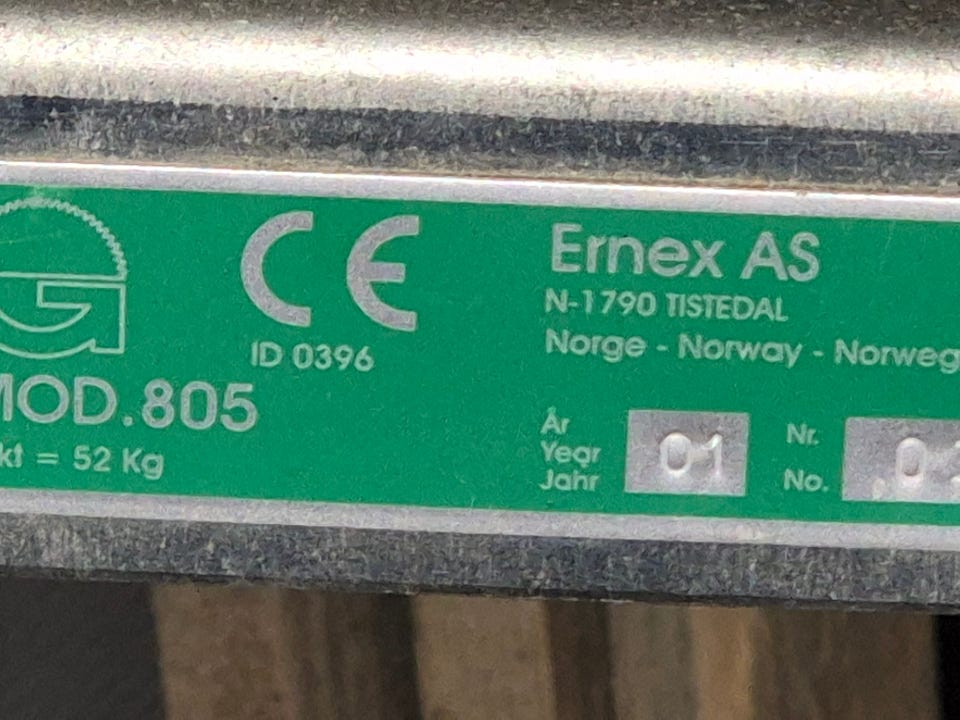 CE
ID 0396
MOD.805
kt = 52 Kg
Ernex AS
N-1790 TISTEDAL
Norge - Norway - Norweg
År
Year
Jahr
01
Nr.
No.